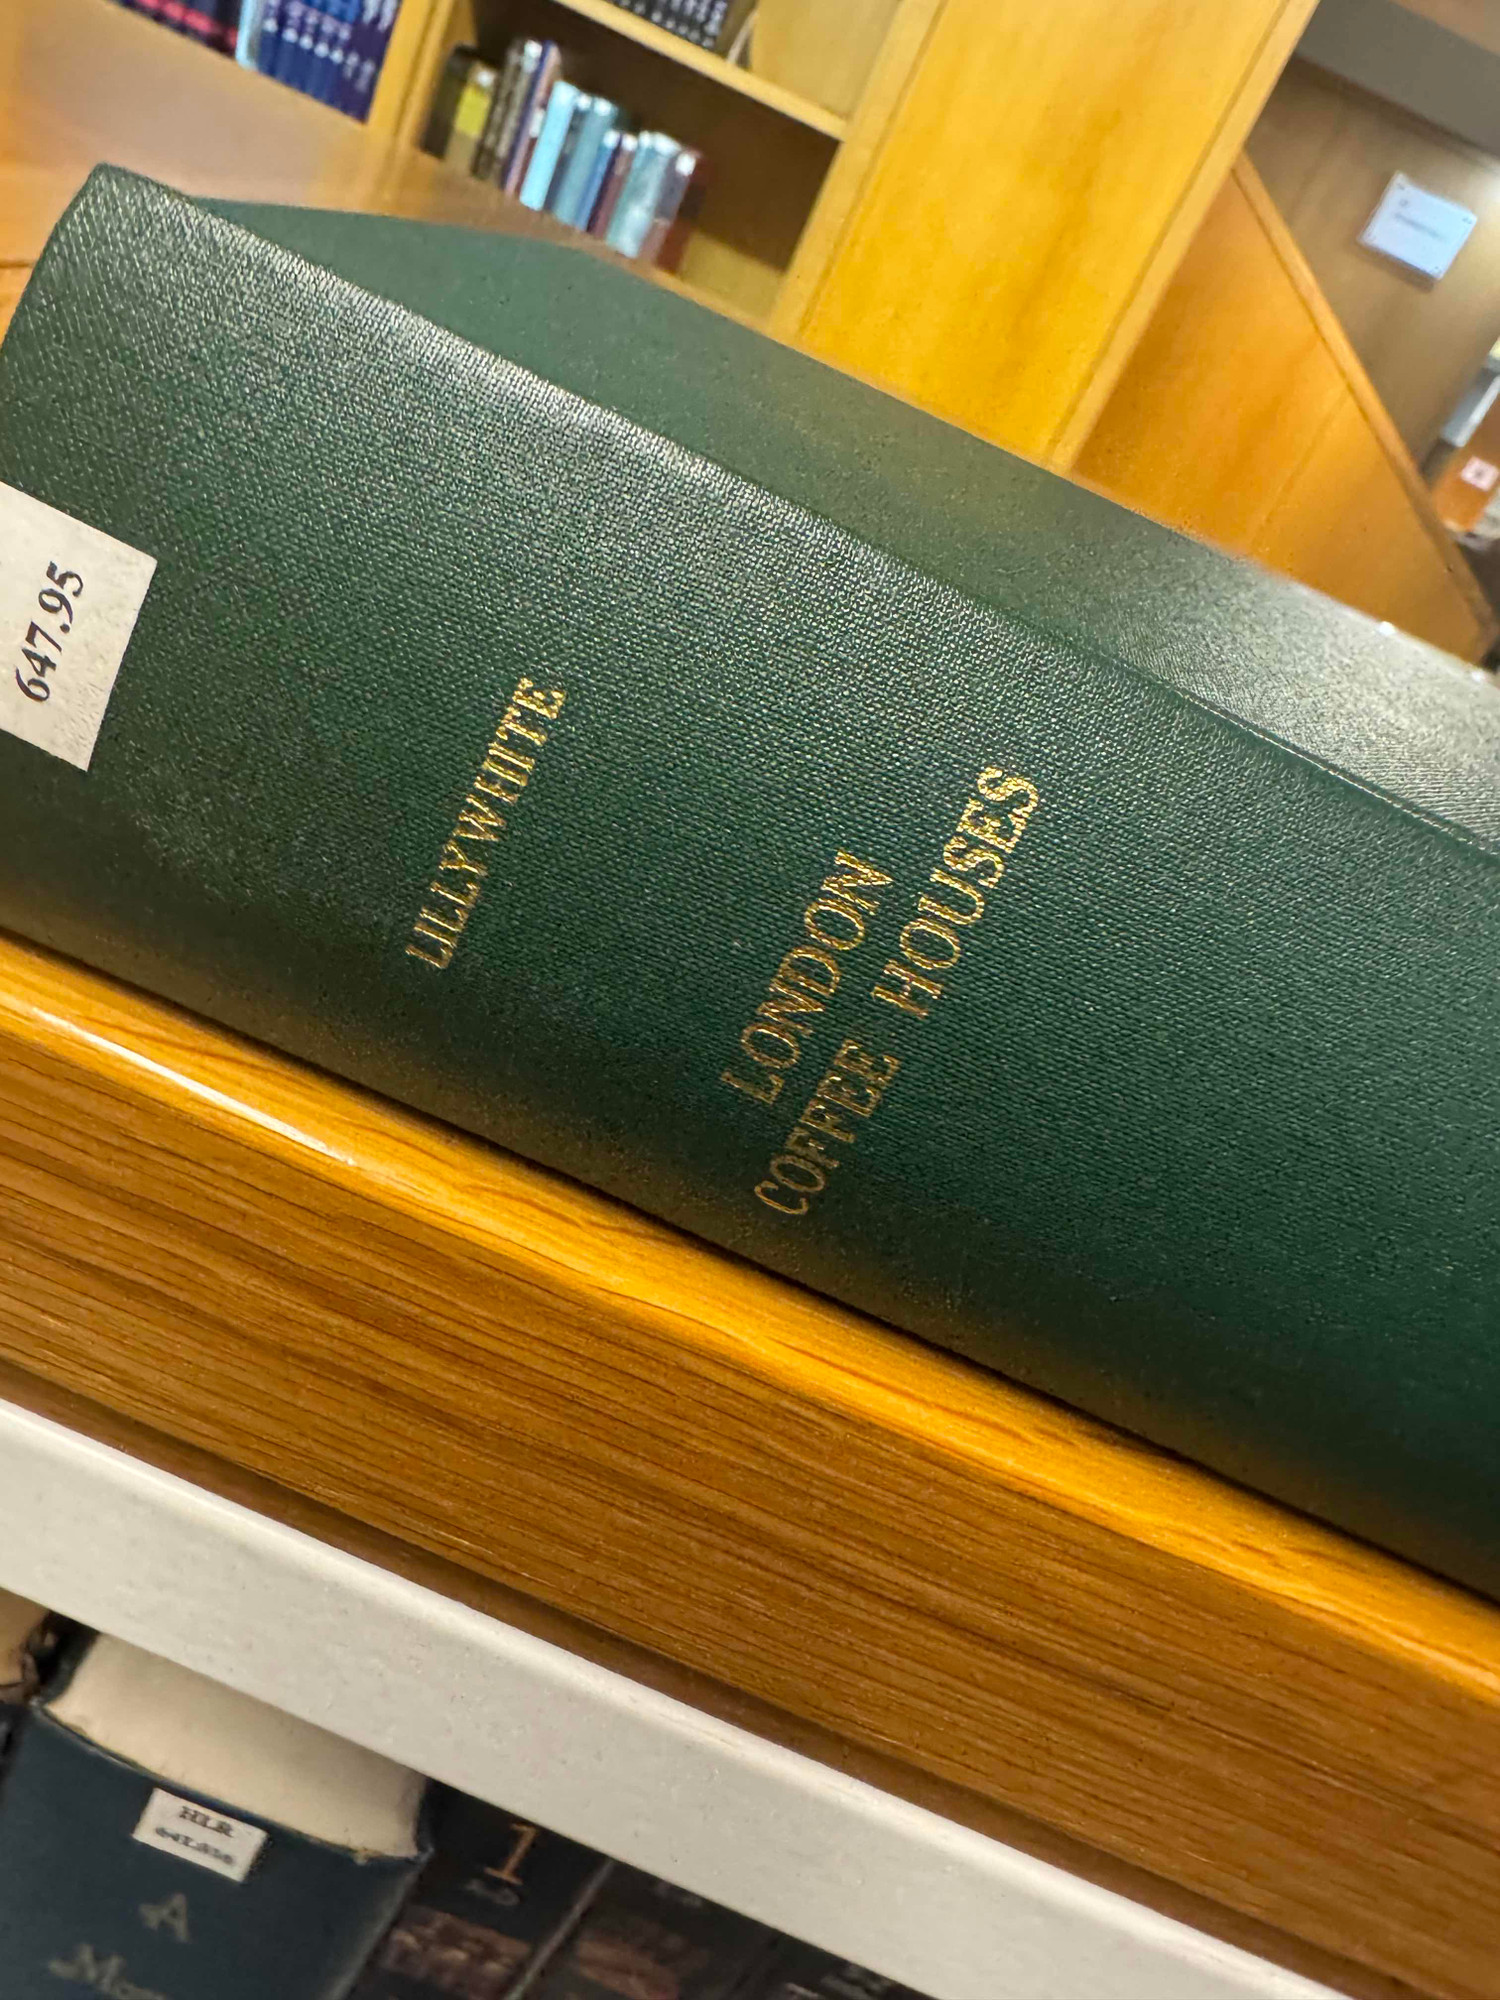 647.95
LILLYWHITE
LONDON
COFFEE HOUSES
HLR
1
A